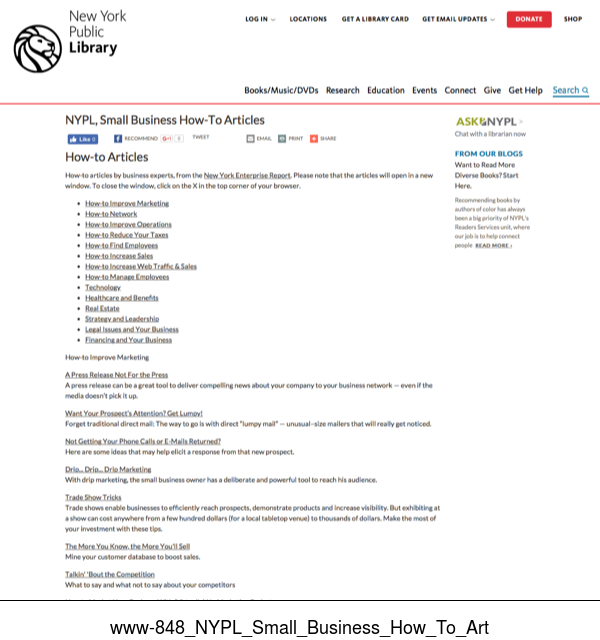 New York
Public
Library
LOG IN
LOCATIONS
GET A LIBRARY CARD
GET EMAIL UPDATES
DONATE
SHOP
Books/Music/DVDs Research Education Events Connect Give Get Help Search
NYPL, Small Business How-To Articles
Like 0
RECOMMEND
G+1 0
TWEET
EMAIL
PRINT
SHARE
How-to Articles
How-to articles by business experts, from the New York Enterprise Report. Please note that the articles will open in a new
window. To close the window, click on the X in the top corner of your browser.
How-to Improve Marketing
How-to Network
How-to Improve Operations
How-to Reduce Your Taxes
How-to Find Employees
How-to Increase Sales
How-to Increase Web Traffic & Sales
How-to Manage Employees
Technology
Healthcare and Benefits
Real Estate
Strategy and Leadership
Legal Issues and Your Business
Financing and Your Business
How-to Improve Marketing
A Press Release Not For the Press
A press release can be a great tool to deliver compelling news about your company to your business network — even if the
media doesn't pick it up.
Want Your Prospect's Attention? Get Lumpy!
Forget traditional direct mail: The way to go is with direct "lumpy mail" — unusual-size mailers that will really get noticed.
Not Getting Your Phone Calls or E-Mails Returned?
Here are some ideas that may help elicit a response from that new prospect.
Drip... Drip... Drip Marketing
With drip marketing, the small business owner has a deliberate and powerful tool to reach his audience.
Trade Show Tricks
Trade shows enable businesses to efficiently reach prospects, demonstrate products and increase visibility. But exhibiting at
a show can cost anywhere from a few hundred dollars (for a local tabletop venue) to thousands of dollars. Make the most of
your investment with these tips.
The More You Know, the More You'll Sell
Mine your customer database to boost sales.
Talkin' 'Bout the Competition
What to say and what not to say about your competitors
ASK NYPL
Chat with a librarian now
FROM OUR BLOGS
Want to Read More
Diverse Books? Start
Here.
Recommending books by
authors of color has always
been a big priority of NYPL's
Readers Services unit, where
our job is to help connect
people READ MORE ›
www-848_NYPL_Small_Business_How_To_Art